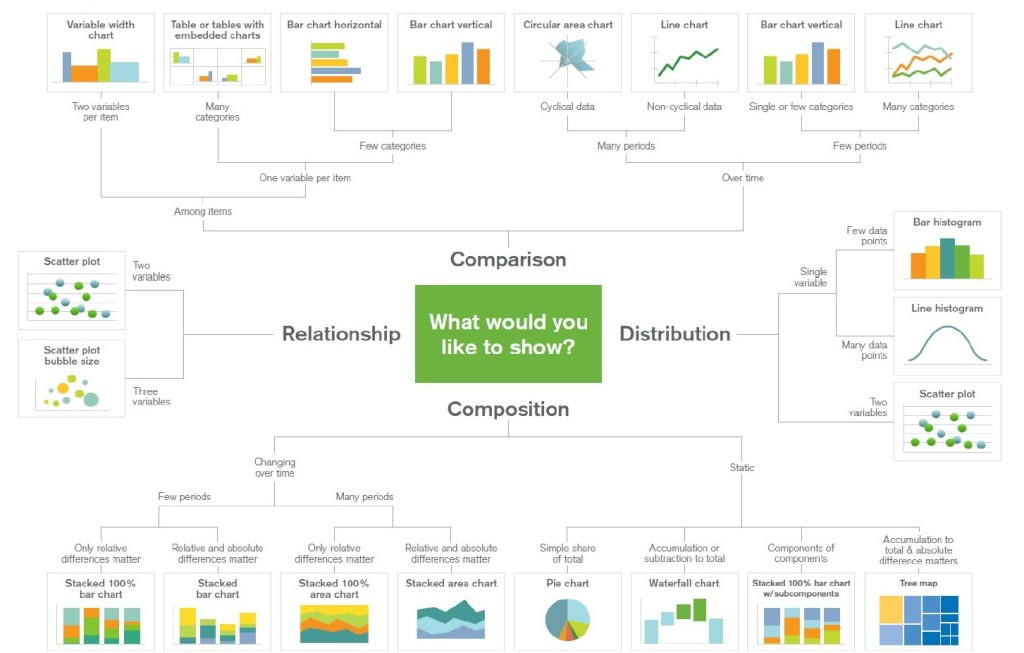 Variable width
chart
Table or tables with
embedded charts
Bar chart horizontal
Bar chart vertical
Circular area chart
Line chart
Bar chart vertical
Line chart
Two variables
per item
Many
categories
Cyclical data
Non-cyclical data
Single or few categories
Many categories
Few categories
Many periods
Few periods
One variable per item
Over time
Among items
Comparison
Scatter plot
Two
variables
Scatter plot
bubble size
Three
variables
Relationship
What would you
like to show?
Distribution
Single
variable
Few data
points
Bar histogram
Line histogram
Many data
points
Two
variables
Scatter plot
Composition
Changing
over time
Static
Few periods
Many periods
Only relative
differences matter
Relative and absolute
differences matter
Only relative
differences matter
Relative and absolute
differences matter
Simple share
of total
Accumulation or
subtraction to total
Components of
components
Accumulation to
total & absolute
difference matters
Stacked 100%
bar chart
Stacked
bar chart
Stacked 100%
area chart
Stacked area chart
Pie chart
Waterfall chart
Stacked 100% bar chart
w/subcomponents
Tree map